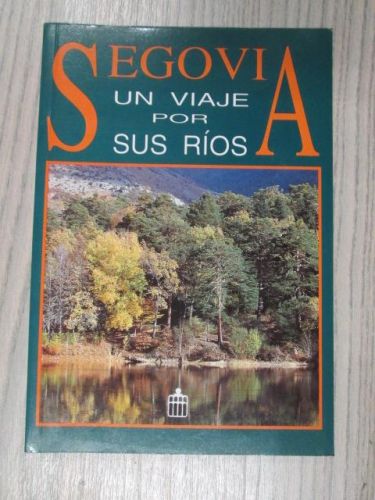 SEGOVIA
UN VIAJE
POR
SUS RÍOS